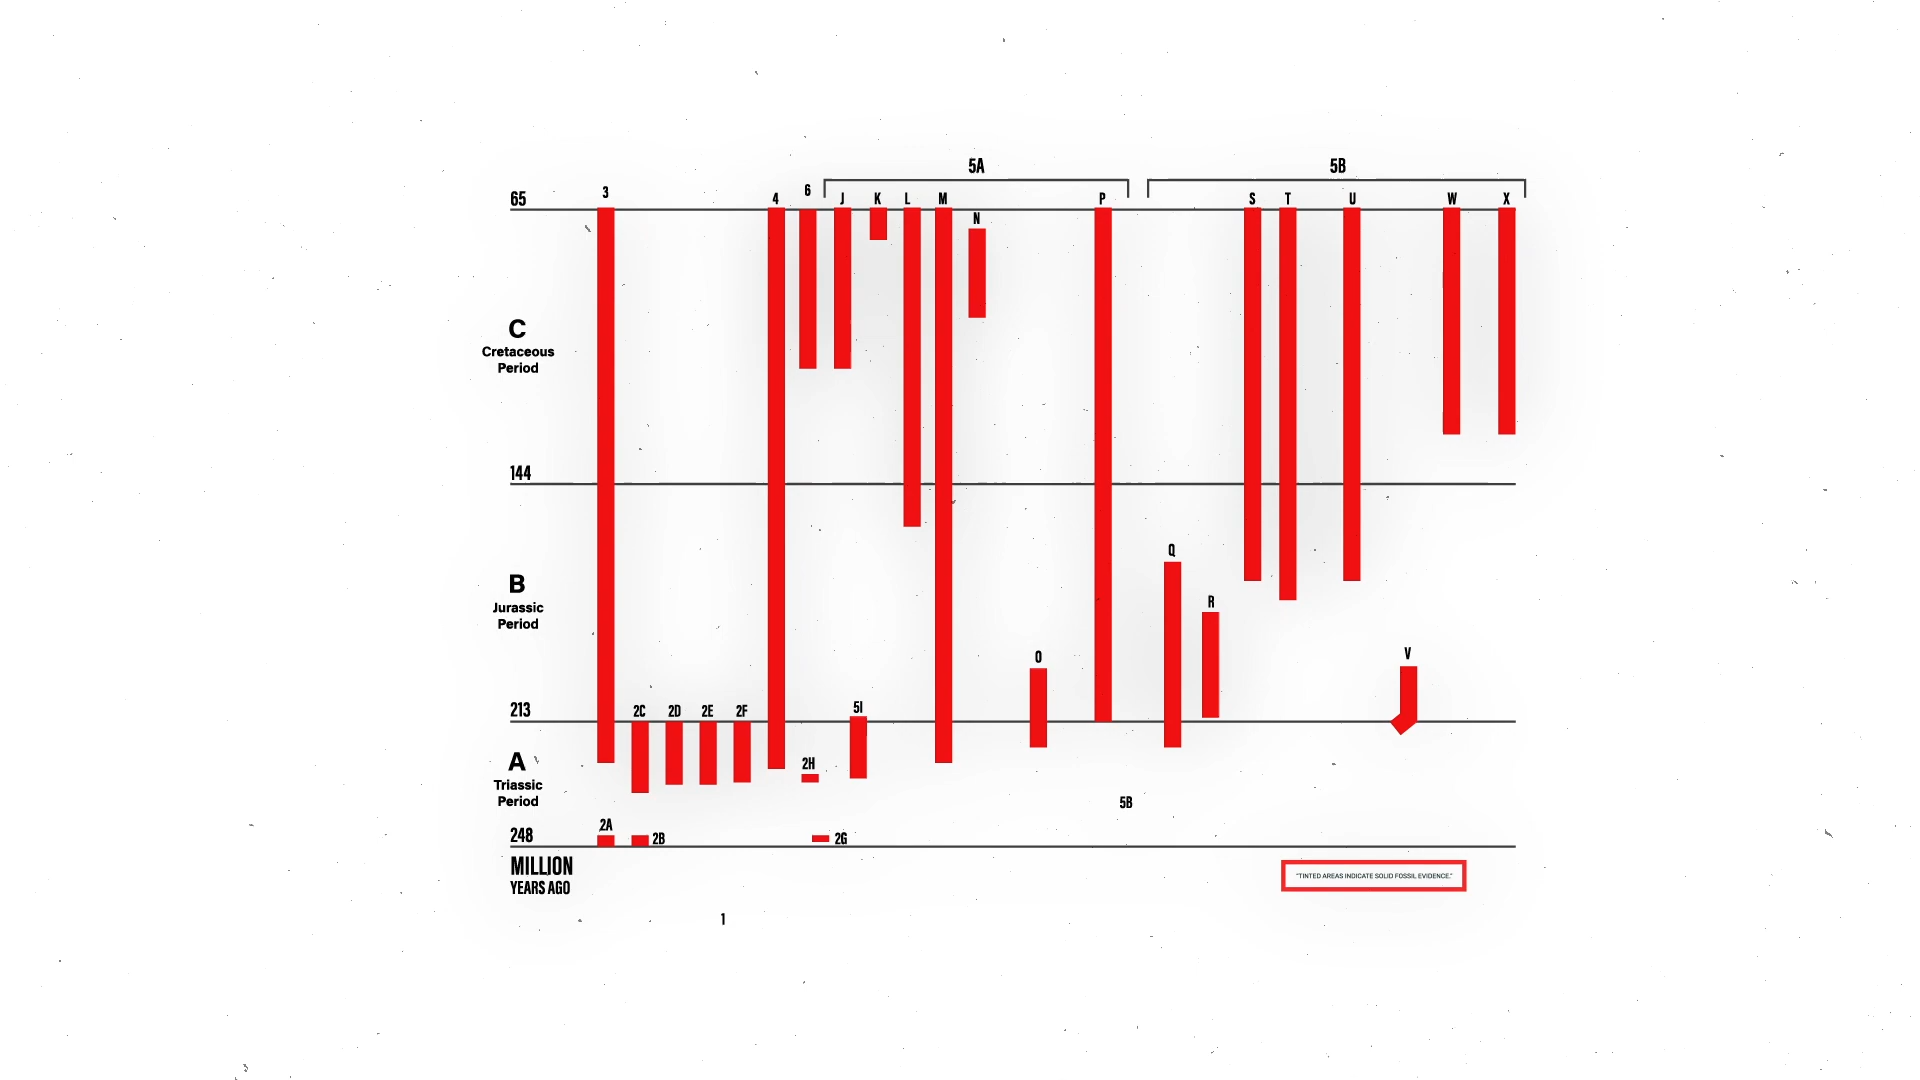 5A
5B
3
4
6
J
K
L
M
P
S
T
U
W
X
65
N
C
Cretaceous
Period
144
Q
B
Jurassic
Period
R
O
V
213
2C
2D
2E
2F
5I
A
Triassic
Period
2H
5B
248
2A
2B
2G
MILLION
YEARS AGO
"TINTED AREAS INDICATE SOLID FOSSIL EVIDENCE."
1